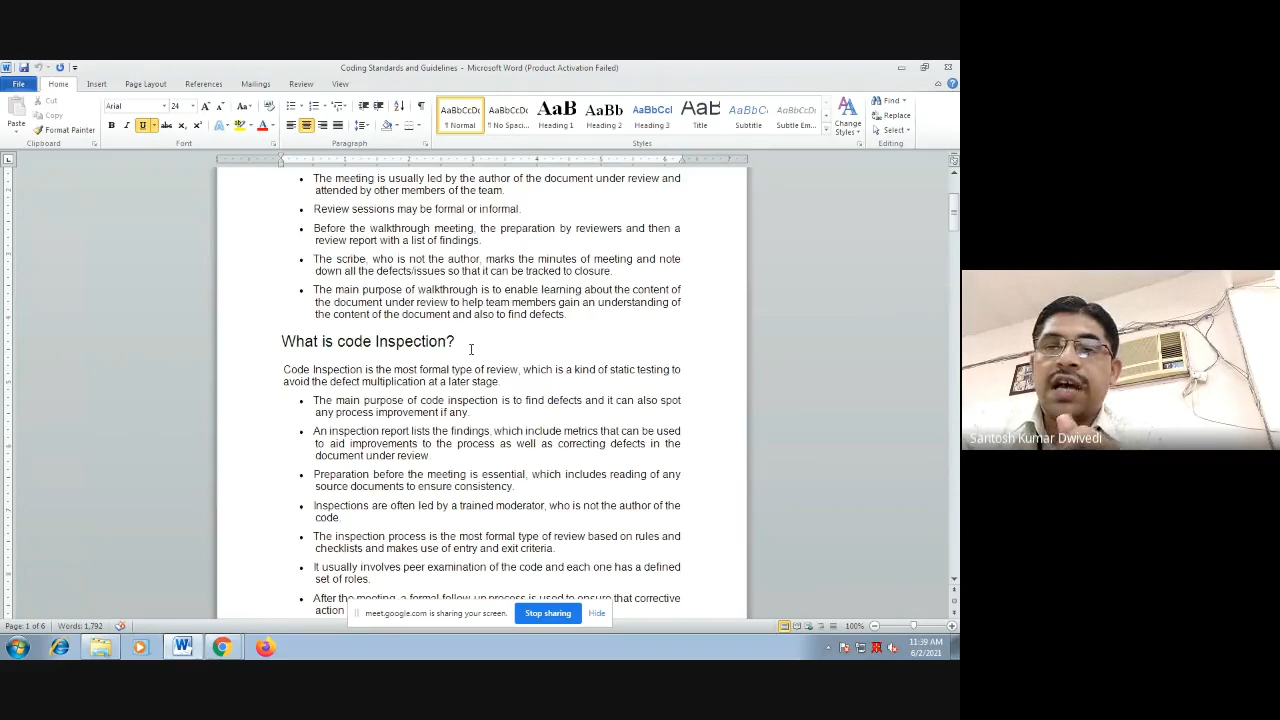 Coding Standards and Guidelines - Microsoft Word (Product Activation Failed)
File Home Insert Page Layout References Mailings Review View
Paste
Cut
Copy
Format Painter
Clipboard
Arial 24
Font
Paragraph
AaBbCcDc AaBbCcDc AaBbC AaBbCc AaBbCcI AaB AaBbCcL AaBbCcDc
¶ Normal ¶ No Spaci... Heading 1 Heading 2 Heading 3 Title Subtitle Subtle Em...
Styles
Change
Styles
Find
Replace
Select
Editing
• The meeting is usually led by the author of the document under review and
attended by other members of the team.
• Review sessions may be formal or informal.
• Before the walkthrough meeting, the preparation by reviewers and then a
review report with a list of findings.
• The scribe, who is not the author, marks the minutes of meeting and note
down all the defects/issues so that it can be tracked to closure.
• The main purpose of walkthrough is to enable learning about the content of
the document under review to help team members gain an understanding of
the content of the document and also to find defects.
What is code Inspection?
Code Inspection is the most formal type of review, which is a kind of static testing to
avoid the defect multiplication at a later stage.
• The main purpose of code inspection is to find defects and it can also spot
any process improvement if any.
• An inspection report lists the findings, which include metrics that can be used
to aid improvements to the process as well as correcting defects in the
document under review.
• Preparation before the meeting is essential, which includes reading of any
source documents to ensure consistency.
• Inspections are often led by a trained moderator, who is not the author of the
code.
• The inspection process is the most formal type of review based on rules and
checklists and makes use of entry and exit criteria.
• It usually involves peer examination of the code and each one has a defined
set of roles.
• After the meeting, a formal follow-up process is used to ensure that corrective
action
meet.google.com is sharing your screen. Stop sharing Hide
Page: 1 of 6 Words: 1,792 100%
11:39 AM
6/2/2021
Santosh Kumar Dwivedi